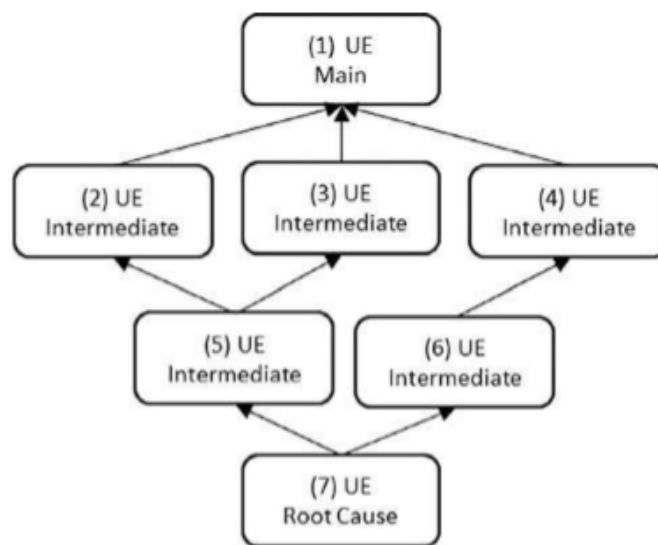 (1) UE
Main
(2) UE
Intermediate
(3) UE
Intermediate
(4) UE
Intermediate
(5) UE
Intermediate
(6) UE
Intermediate
(7) UE
Root Cause